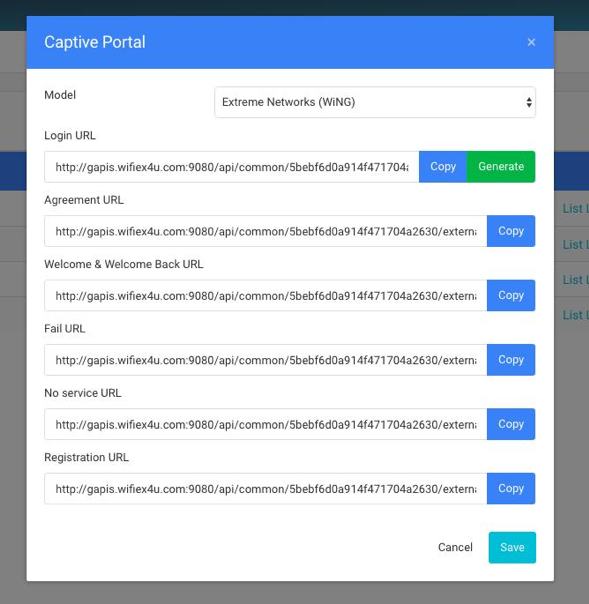 Captive Portal ×
Model
Extreme Networks (WiNG)
Login URL
http://gapis.wifiex4u.com:9080/api/common/5bebf6d0a914f471704a Copy Generate
Agreement URL
http://gapis.wifiex4u.com:9080/api/common/5bebf6d0a914f471704a2630/externa Copy
Welcome & Welcome Back URL
http://gapis.wifiex4u.com:9080/api/common/5bebf6d0a914f471704a2630/externa Copy
Fail URL
http://gapis.wifiex4u.com:9080/api/common/5bebf6d0a914f471704a2630/externa Copy
No service URL
http://gapis.wifiex4u.com:9080/api/common/5bebf6d0a914f471704a2630/externa Copy
Registration URL
http://gapis.wifiex4u.com:9080/api/common/5bebf6d0a914f471704a2630/externa Copy
Cancel Save
List L
List L
List L
List L